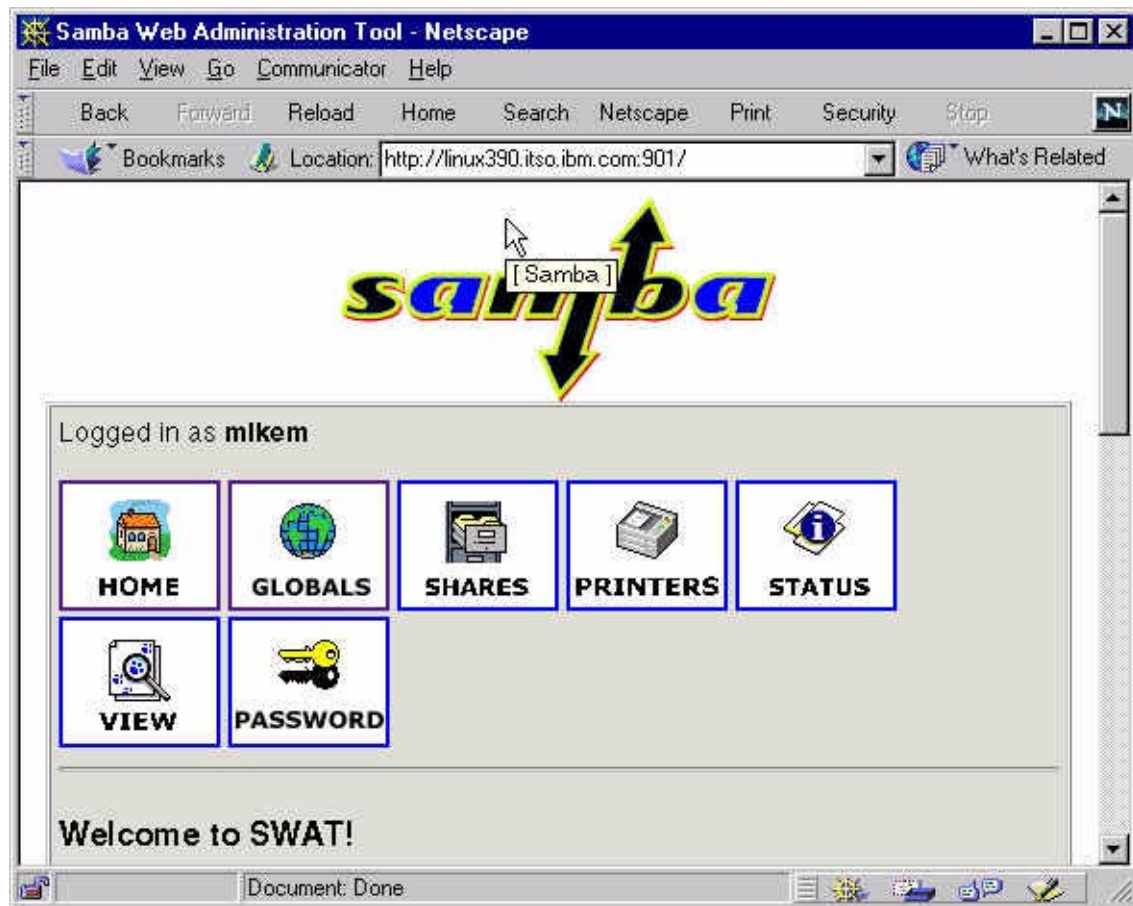 Samba Web Administration Tool - Netscape
File Edit View Go Communicator Help
Back Forward Reload Home Search Netscape Print Security Stop N
Bookmarks Location: http://linux390.itso.ibm.com:901/ What's Related
samba
[ Samba ]
Logged in as mikem
HOME GLOBALS SHARES PRINTERS STATUS
VIEW PASSWORD
Welcome to SWAT!
Document: Done